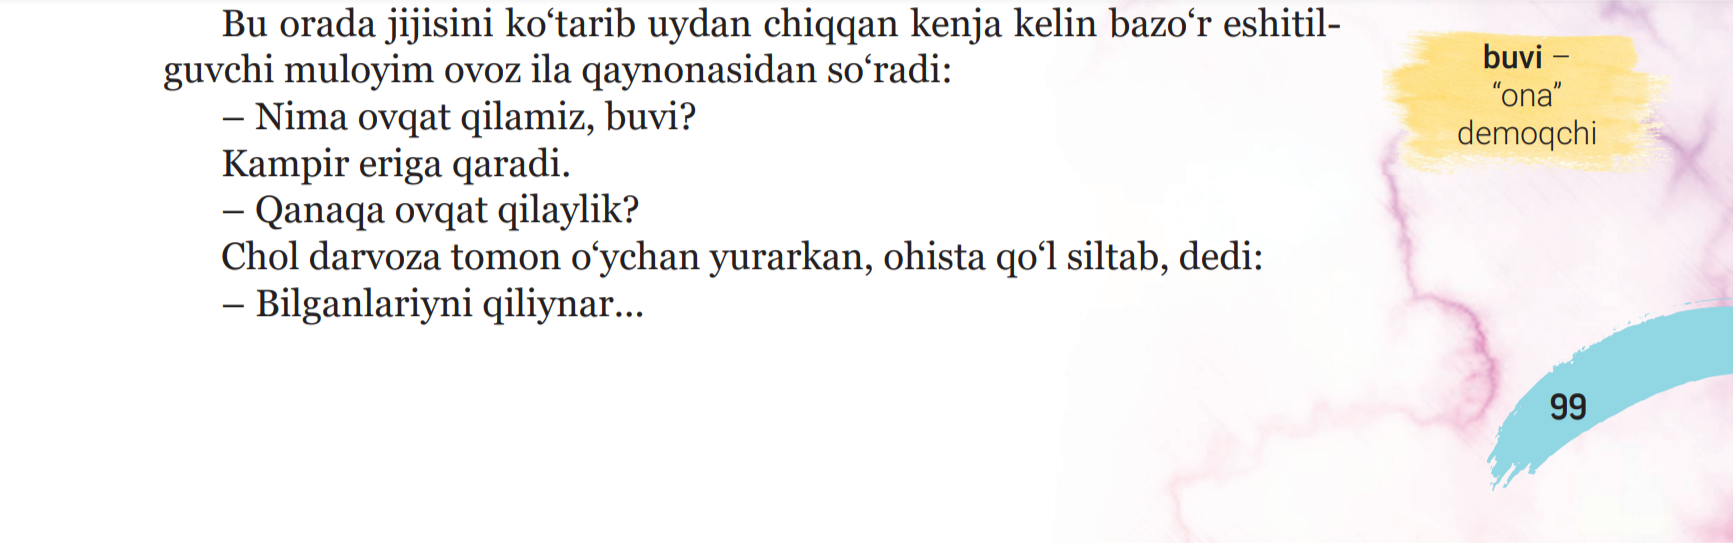 Bu orada jijisini ko‘tarib uydan chiqqan kenja kelin bazo‘r eshitil-
guvchi muloyim ovoz ila qaynonasidan so‘radi:
– Nima ovqat qilamiz, buvi?
Kampir eriga qaradi.
– Qanaqa ovqat qilaylik?
Chol darvoza tomon o‘ychan yurarkan, ohista qo‘l siltab, dedi:
– Bilganlariyni qiliynar...
buvi –
“ona”
demoqchi
99